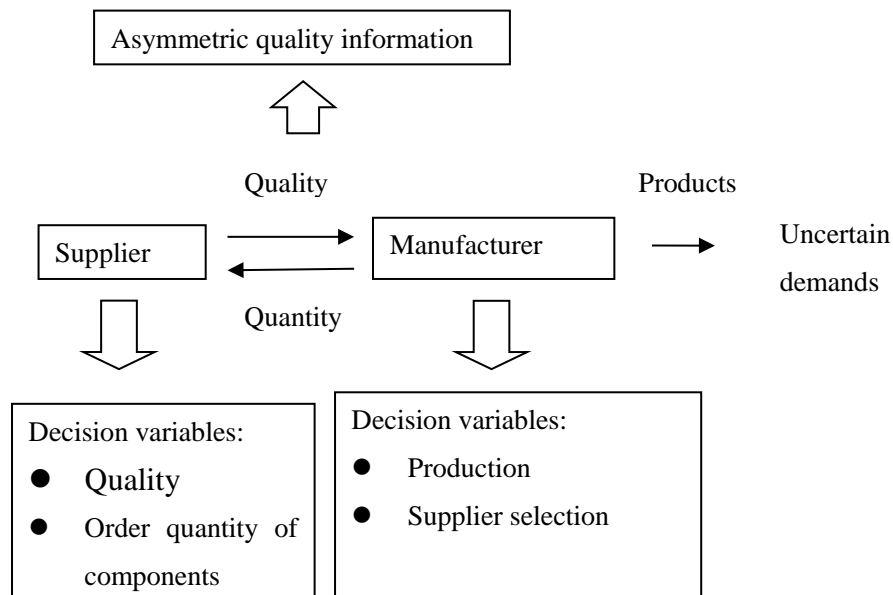 Asymmetric quality information
Quality
Products
Supplier
Manufacturer
Uncertain
demands
Quantity
Decision variables:
● Quality
● Order quantity of
components
Decision variables:
● Production
● Supplier selection